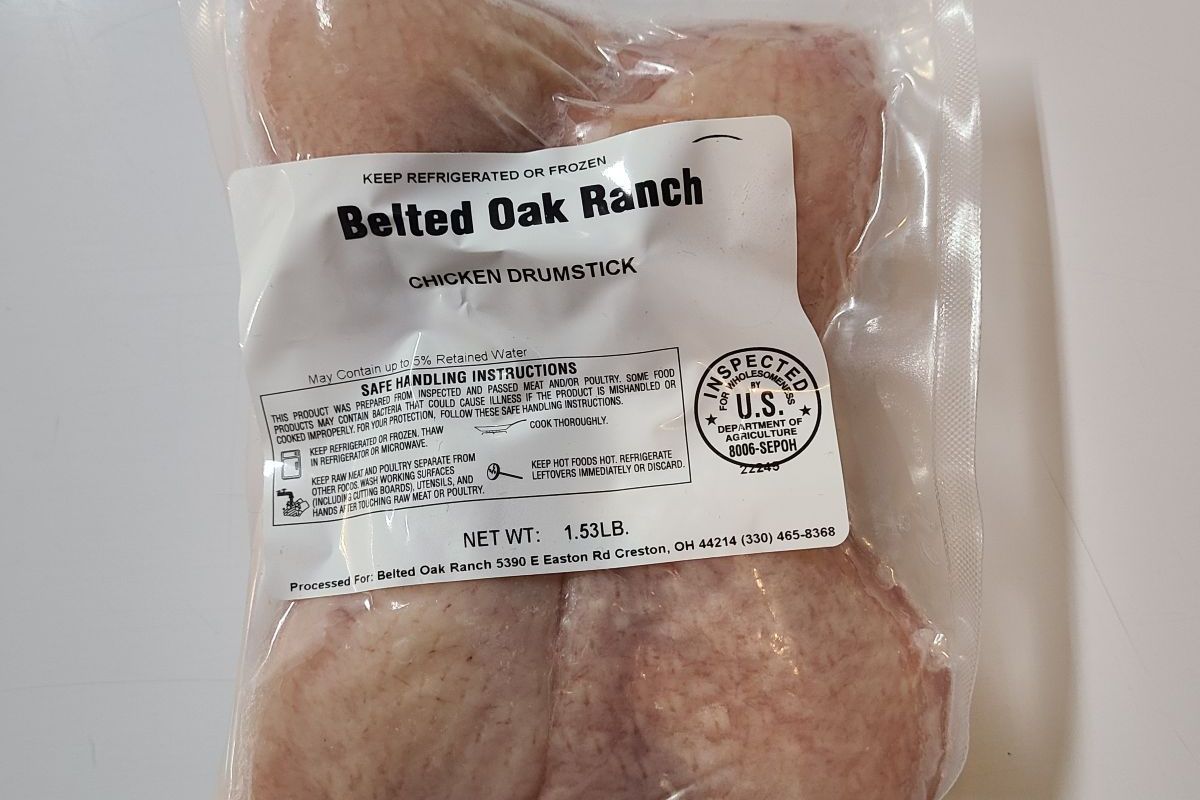 KEEP REFRIGERATED OR FROZEN
Belted Oak Ranch
CHICKEN DRUMSTICK
May Contain up to 5% Retained Water
SAFE HANDLING INSTRUCTIONS
THIS PRODUCT WAS PREPARED FROM INSPECTED AND PASSED MEAT AND/OR POULTRY. SOME FOOD
PRODUCTS MAY CONTAIN BACTERIA THAT COULD CAUSE ILLNESS IF THE PRODUCT IS MISHANDLED OR
COOKED IMPROPERLY. FOR YOUR PROTECTION, FOLLOW THESE SAFE HANDLING INSTRUCTIONS.
KEEP REFRIGERATED OR FROZEN. THAW
IN REFRIGERATOR OR MICROWAVE.
COOK THOROUGHLY.
KEEP RAW MEAT AND POULTRY SEPARATE FROM
OTHER FOODS. WASH WORKING SURFACES
(INCLUDING CUTTING BOARDS), UTENSILS, AND
HANDS AFTER TOUCHING RAW MEAT OR POULTRY.
KEEP HOT FOODS HOT. REFRIGERATE
LEFTOVERS IMMEDIATELY OR DISCARD.
INSPECTED
FOR WHOLESOMENESS
BY
U.S.
DEPARTMENT OF
AGRICULTURE
8006-SEPOH
22245
NET WT: 1.53LB.
Processed For: Belted Oak Ranch 5390 E Easton Rd Creston, OH 44214 (330) 465-8368